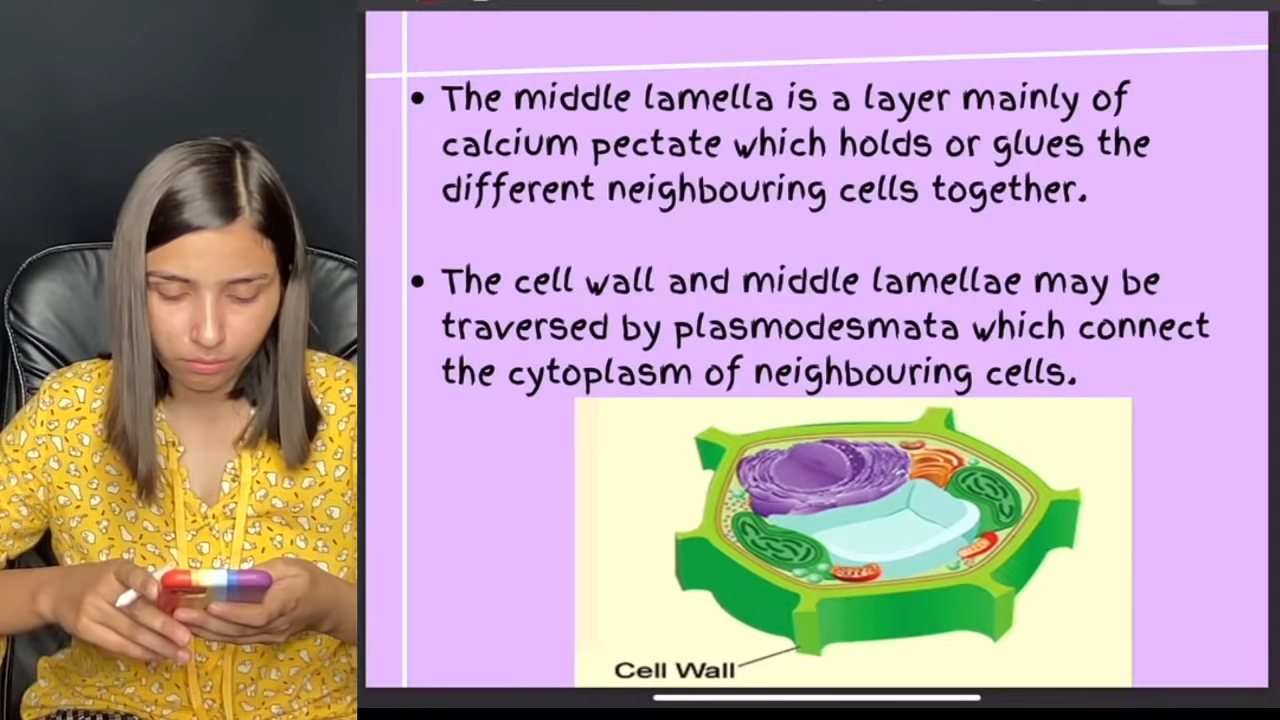 • The middle lamella is a layer mainly of
calcium pectate which holds or glues the
different neighbouring cells together.
• The cell wall and middle lamellae may be
traversed by plasmodesmata which connect
the cytoplasm of neighbouring cells.
Cell Wall